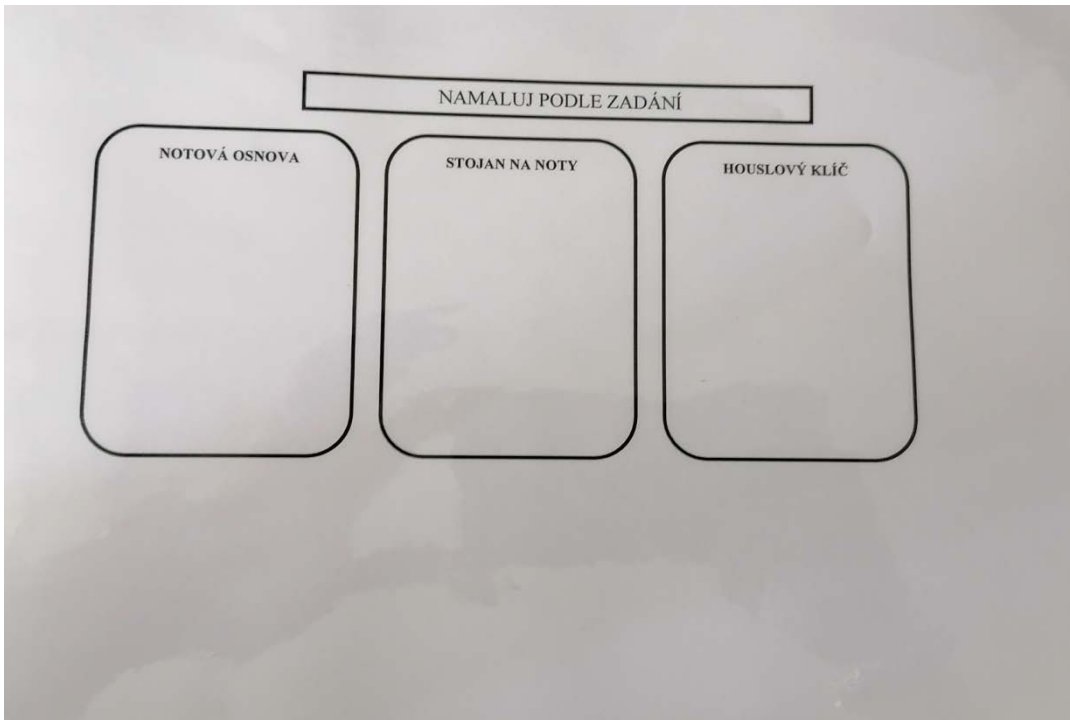 NAMALUJ PODLE ZADÁNÍ
NOTOVÁ OSNOVA
STOJAN NA NOTY
HOUSLOVÝ KLÍČ